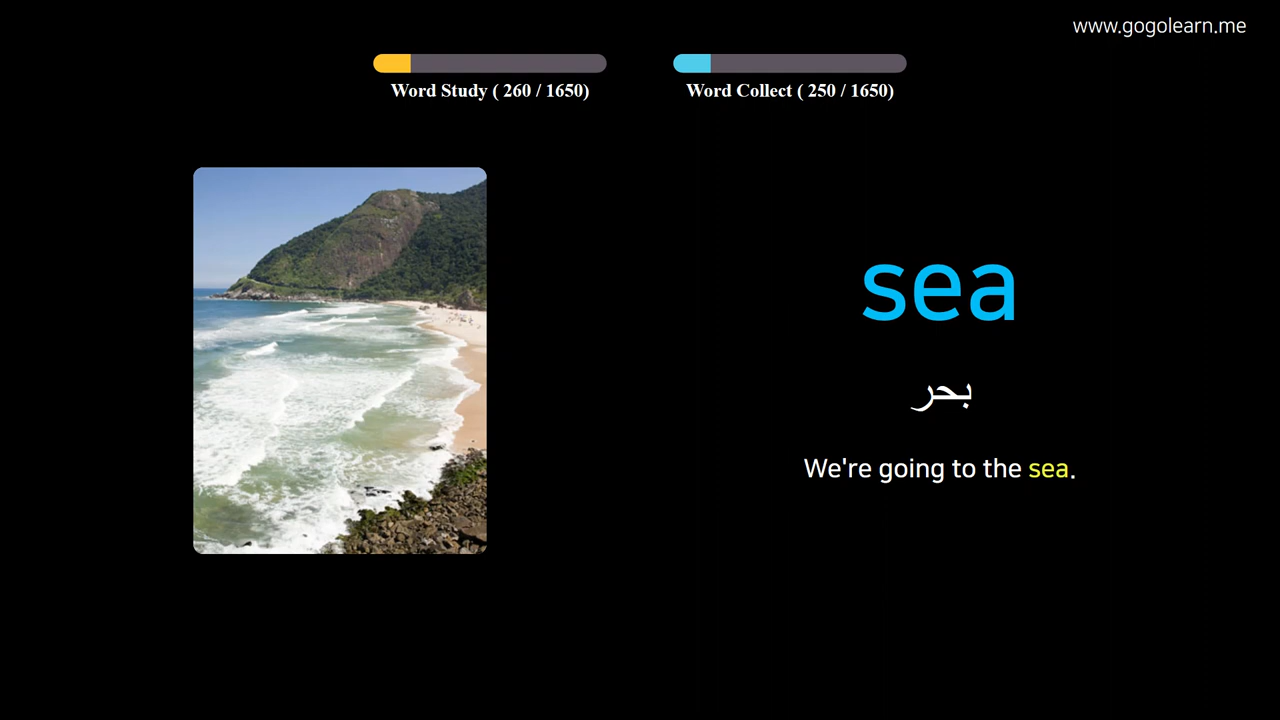 www.gogolearn.me
Word Study ( 260 / 1650)
Word Collect ( 250 / 1650)
sea
بحر
We're going to the sea.